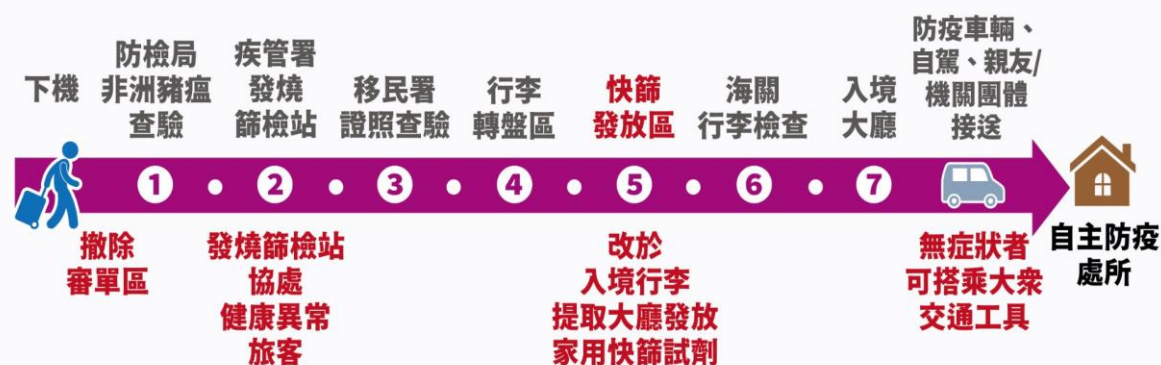 下機
防檢局
非洲豬瘟
查驗
疾管署
發燒
篩檢站
移民署
證照查驗
行李
轉盤區
快篩
發放區
海關
行李檢查
入境
大廳
防疫車輛、
自駕、親友/
機關團體
接送
1
2
3
4
5
6
7
撤除
審單區
發燒篩檢站
協處
健康異常
旅客
改於
入境行李
提取大廳發放
家用快篩試劑
無症狀者
可搭乘大眾
交通工具
自主防疫
處所